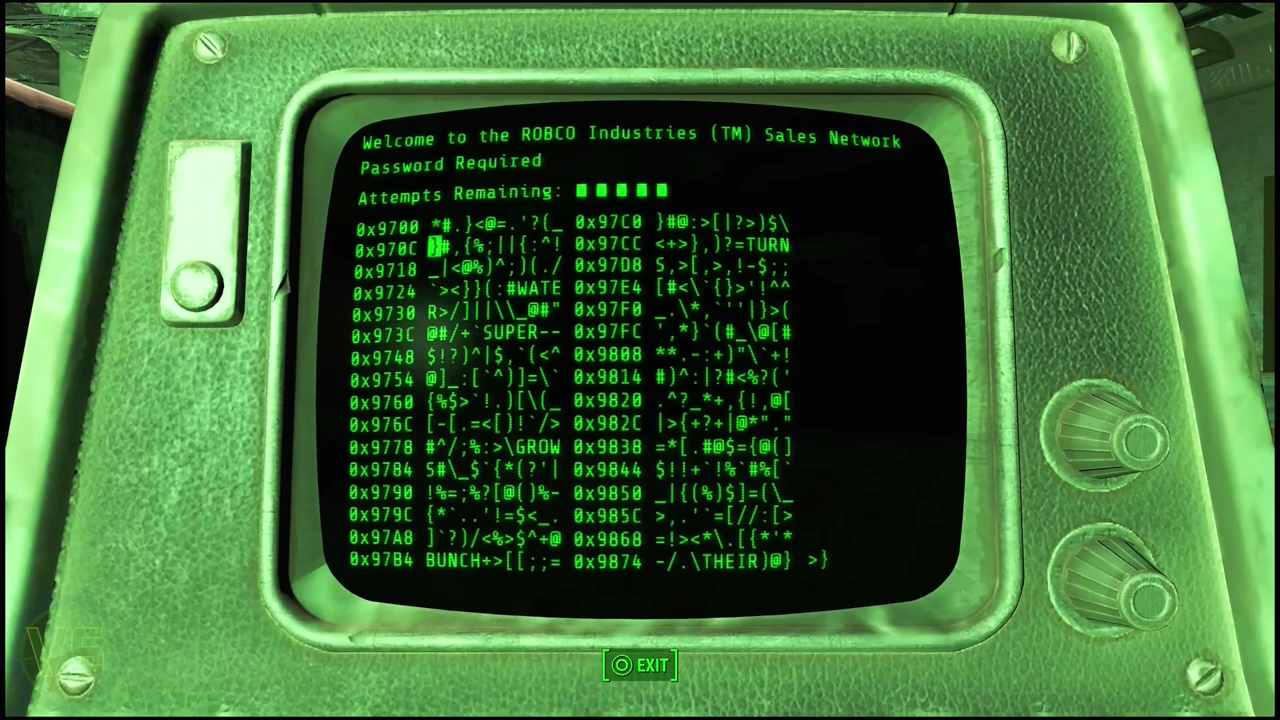 Welcome to the ROBCO Industries (TM) Sales Network
Password Required
Attempts Remaining: ■ ■ ■ ■ ■
0x9700 *#.}<@=.'?(_ 0x97C0 }#@:>[|?>)$\
0x970C }#,{%;||{:^! 0x97CC <+>},)?=TURN
0x9718 _|<@%)^;)(./ 0x97D8 S,>[,>,!-$;;
0x9724 `><}}(:#WATE 0x97E4 [#<\`{}>'!^^
0x9730 R>/]||\\_@#" 0x97F0 _.\*,`'¦'|}>(
0x973C @#/+`SUPER-- 0x97FC ',*}`(#_\@[#
0x9748 $!?)^|$,`(<^ 0x9808 **.-:+)"\`+!
0x9754 @]_:[`^)]=\` 0x9814 #)^:|?#<%?('
0x9760 {%$>`!.)[\(_ 0x9820 .^?_*+,{!,@[
0x976C [-[.=<[)!`/> 0x982C |>{+?+|@*"."
0x9778 #^/;%:>\GROW 0x9838 =*[.#@$={@(]
0x9784 S#\_$`{*(?'| 0x9844 $!!+`!%`#%[`
0x9790 !%=;%?[@()%- 0x9850 _|{(%)$]=(\_
0x979C {*`..'!=$<_. 0x985C >,.'`=[//:[>
0x97A8 ]`?)/<%>$^+@ 0x9868 =!><*\.[{*'*
0x97B4 BUNCH+>[[;;= 0x9874 -/.\THEIR)@} >}
EXIT